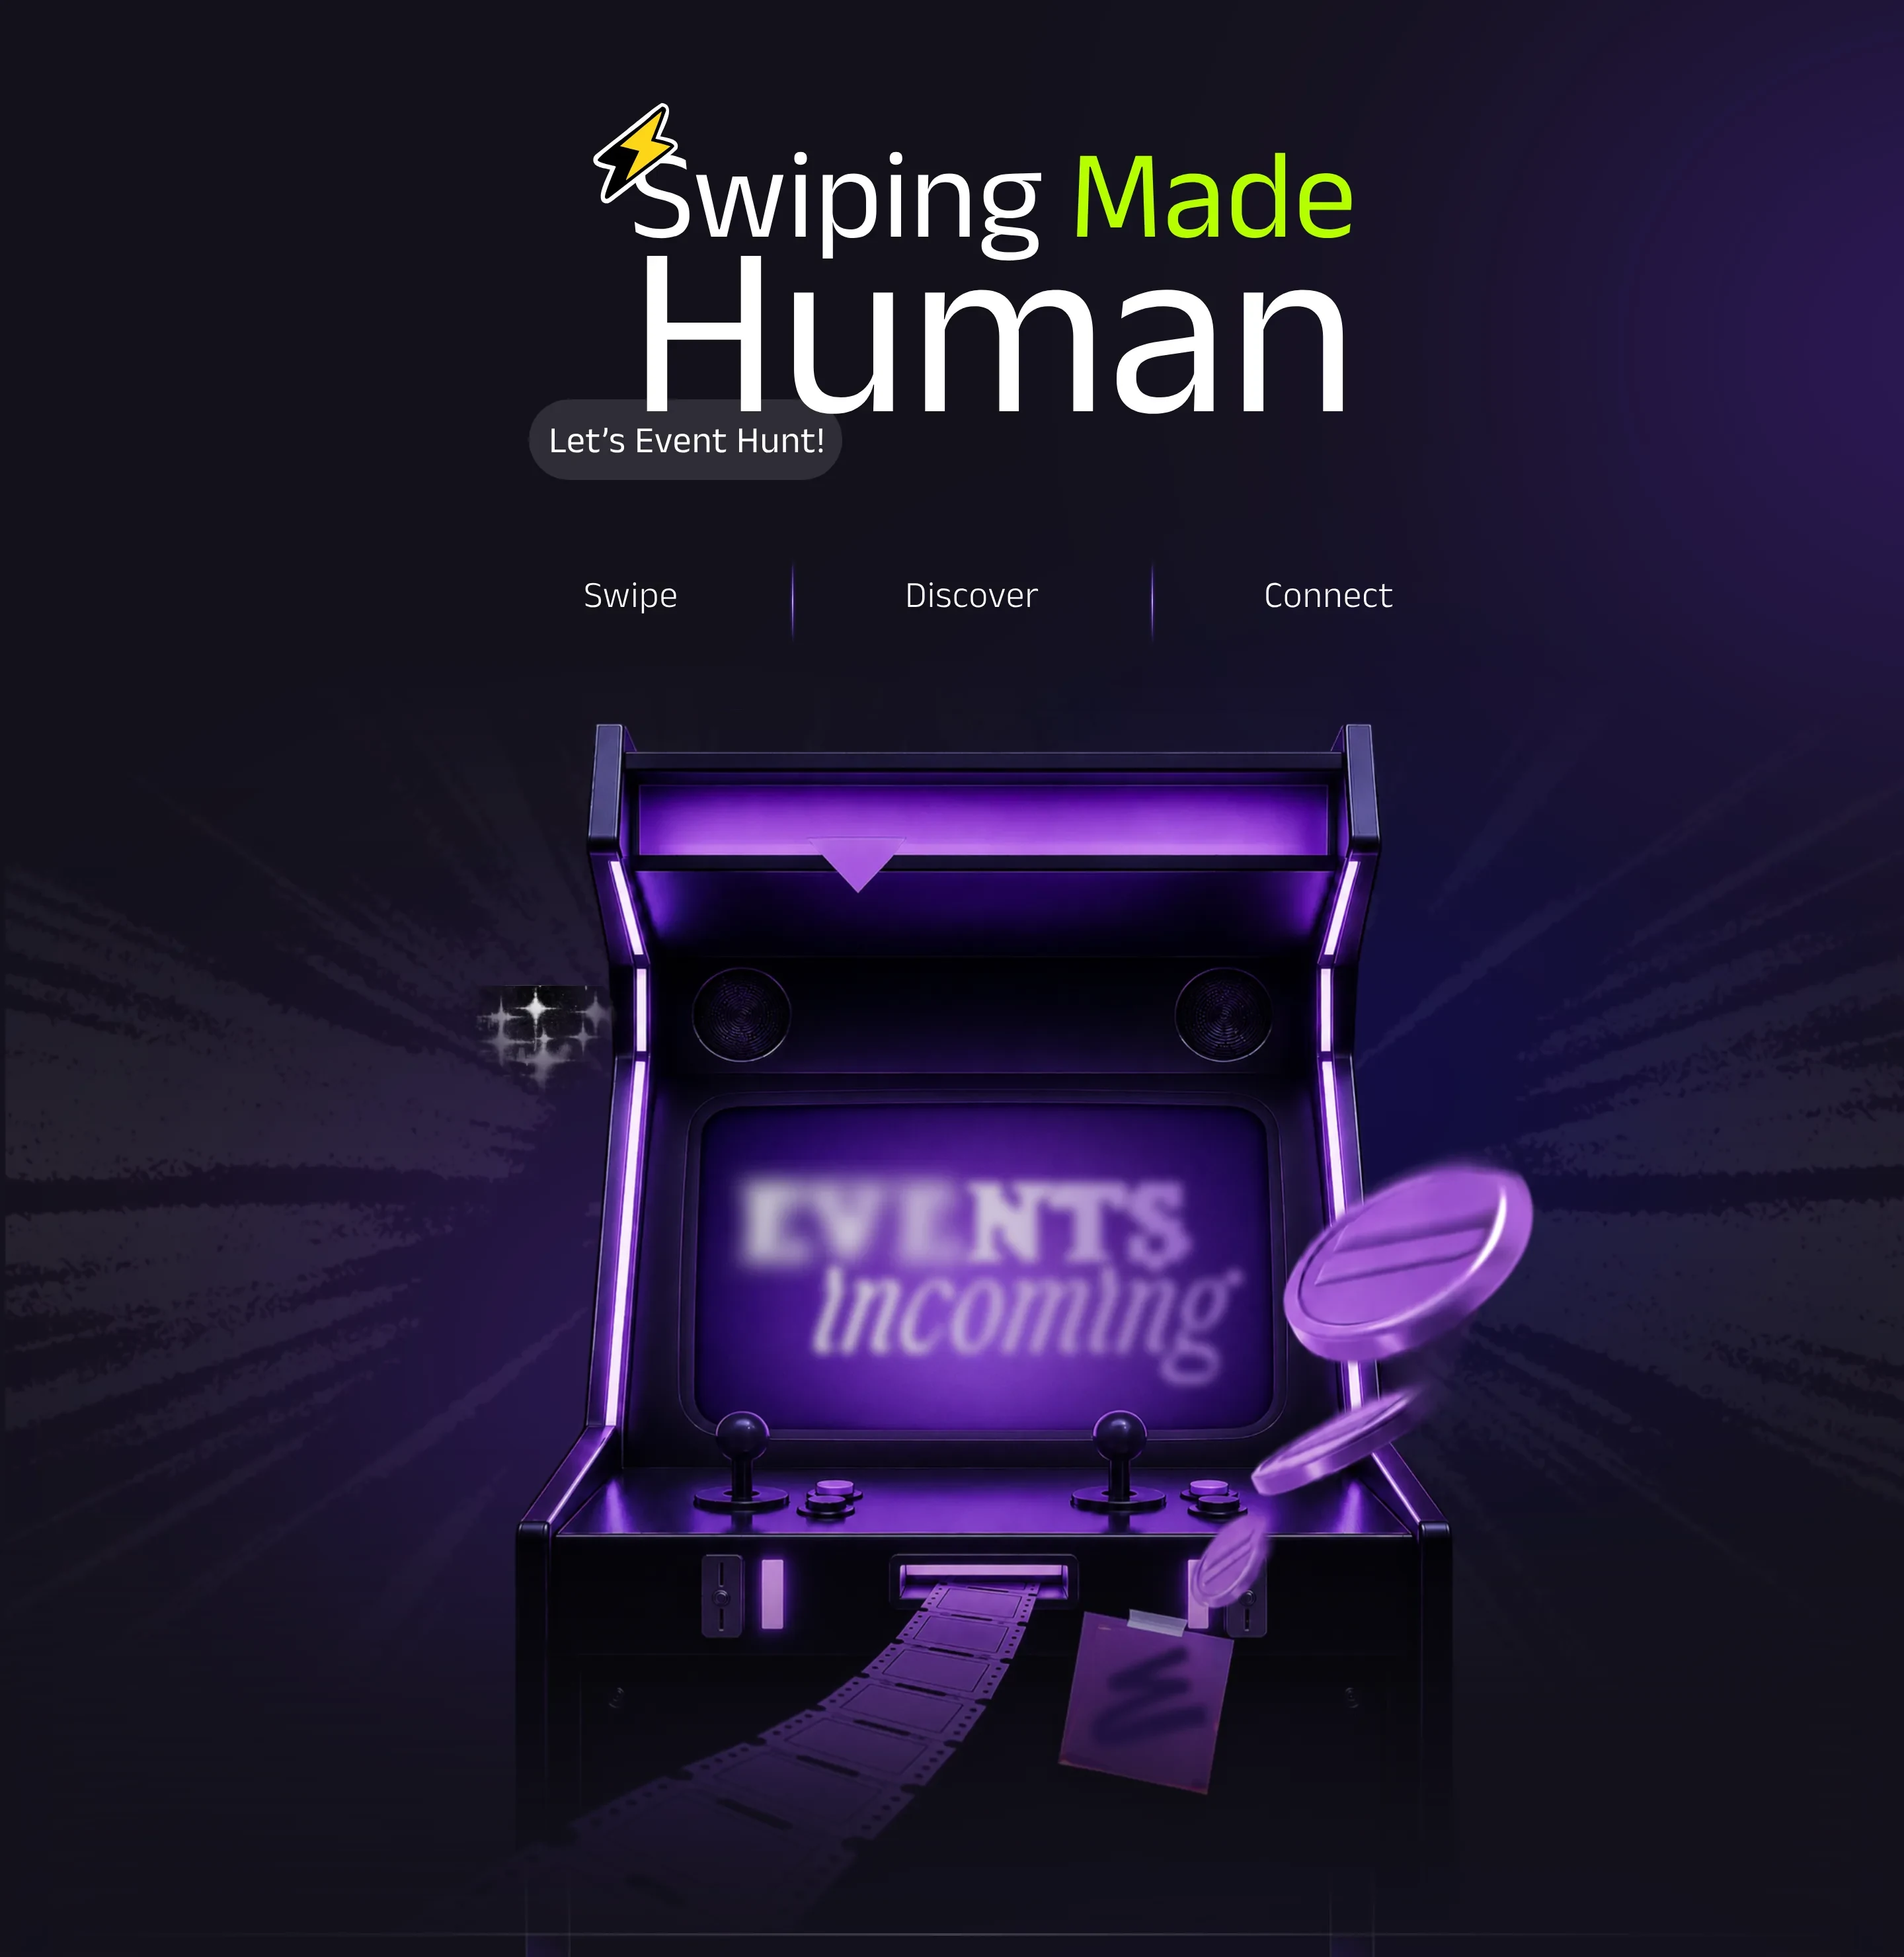 Swiping Made
Human
Let’s Event Hunt!
Swipe
Discover
Connect
EVENTS
incoming